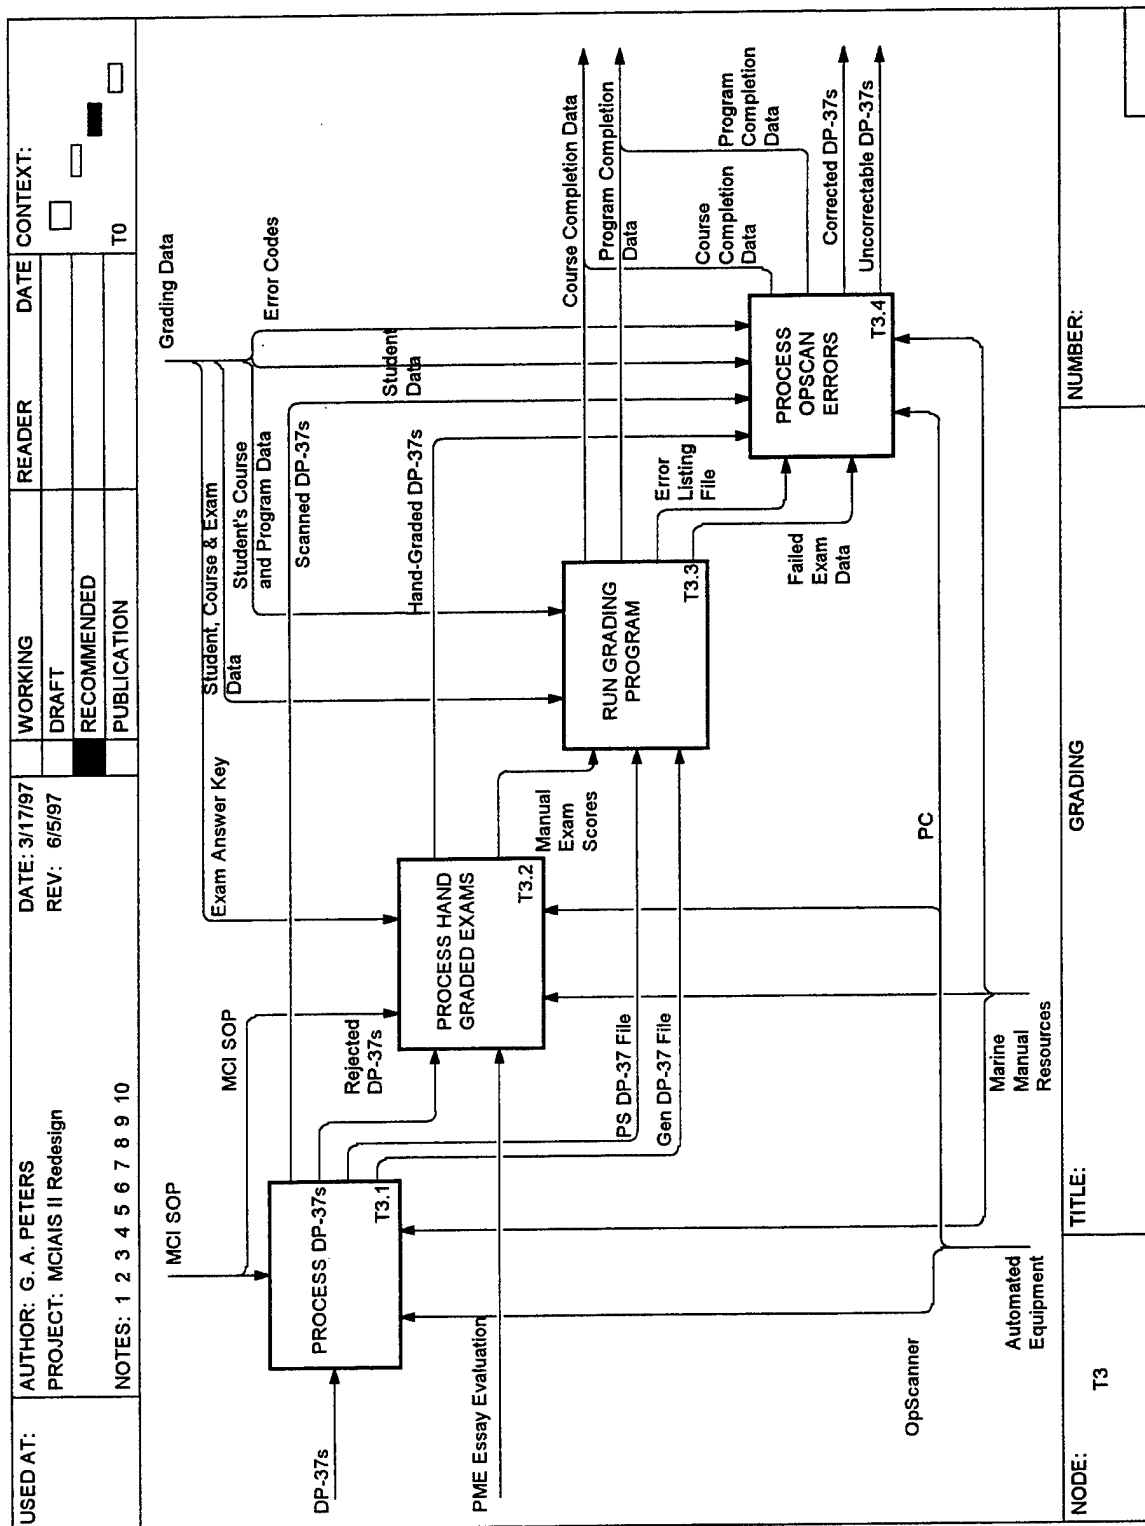 USED AT:
AUTHOR: G. A. PETERS
PROJECT: MCIAIS II Redesign
NOTES: 1 2 3 4 5 6 7 8 9 10
DATE: 3/17/97
REV: 6/5/97
WORKING
DRAFT
RECOMMENDED
PUBLICATION
READER
DATE
CONTEXT:
T0
MCI SOP
MCI SOP
Grading Data
Exam Answer Key
Student, Course & Exam
Data
Student's Course
and Program Data
Error Codes
Student
Data
Scanned DP-37s
Hand-Graded DP-37s
DP-37s
PROCESS DP-37s
T3.1
Rejected
DP-37s
PME Essay Evaluation
PROCESS HAND
GRADED EXAMS
T3.2
Manual
Exam
Scores
PS DP-37 File
Gen DP-37 File
RUN GRADING
PROGRAM
T3.3
Error
Listing
File
Failed
Exam
Data
PROCESS
OPSCAN
ERRORS
T3.4
Course Completion Data
Program Completion
Data
Course
Completion
Data
Program
Completion
Data
Corrected DP-37s
Uncorrectable DP-37s
OpScanner
PC
Automated
Equipment
Marine
Manual
Resources
NODE:
T3
TITLE:
GRADING
NUMBER: